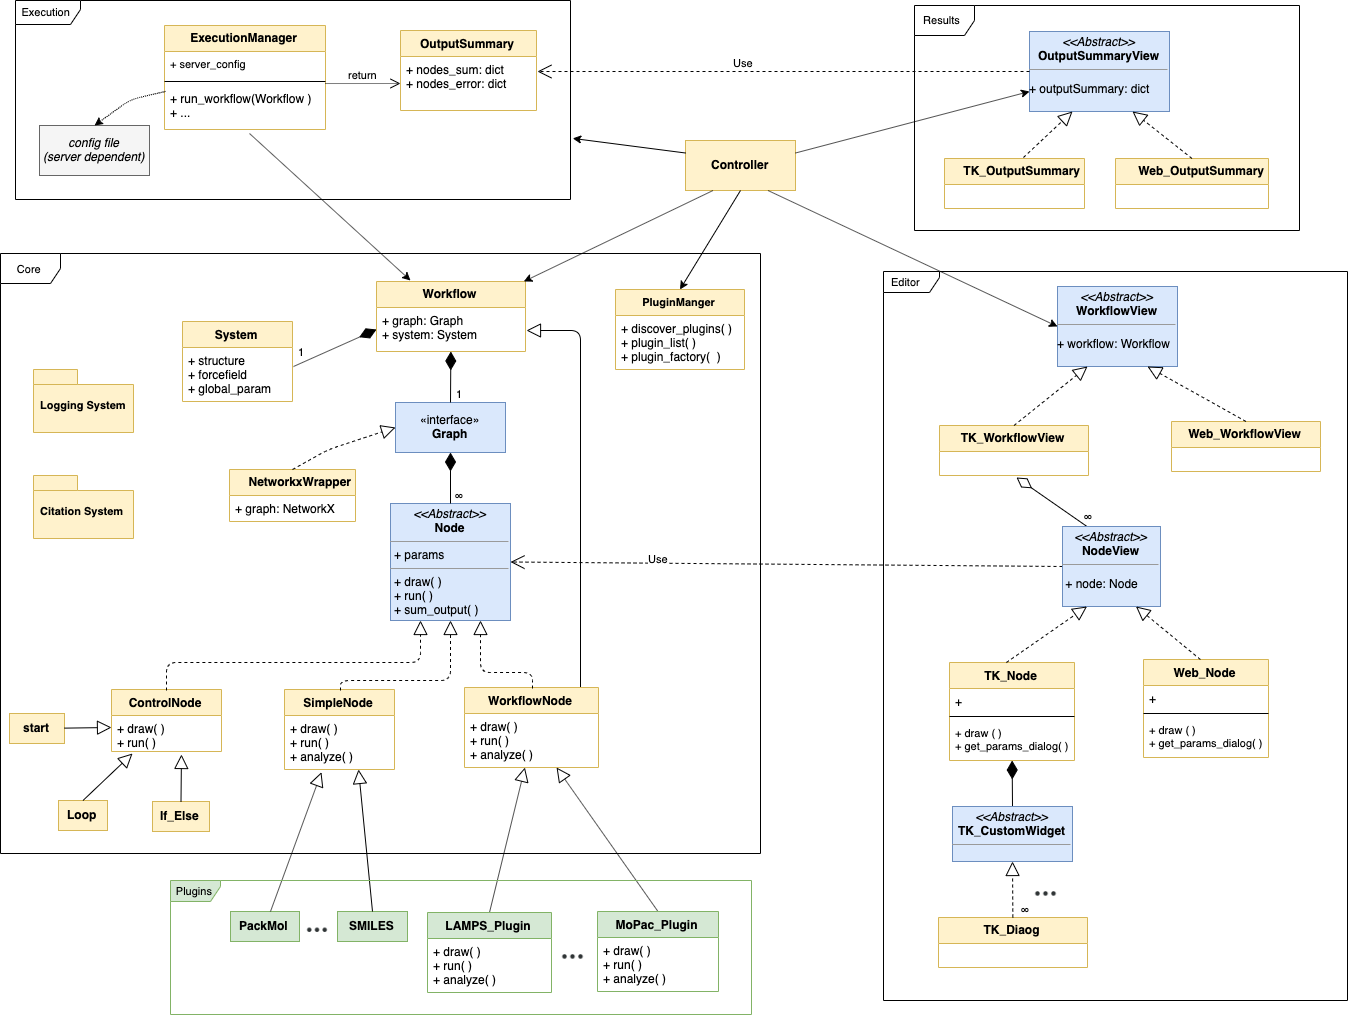 Execution
ExecutionManager
+ server_config
+ run_workflow(Workflow )
+ ...
config file
(server dependent)
return
OutputSummary
+ nodes_sum: dict
+ nodes_error: dict
Use
Results
<<Abstract>>
OutputSummaryView
+ outputSummary: dict
TK_OutputSummary
Web_OutputSummary
Controller
Core
Workflow
+ graph: Graph
+ system: System
PluginManger
+ discover_plugins( )
+ plugin_list( )
+ plugin_factory( )
System
+ structure
+ forcefield
+ global_param
1
1
Logging System
Citation System
«interface»
Graph
NetworkxWrapper
+ graph: NetworkX
∞
<<Abstract>>
Node
+ params
+ draw( )
+ run( )
+ sum_output( )
Use
ControlNode
+ draw( )
+ run( )
SimpleNode
+ draw( )
+ run( )
+ analyze( )
WorkflowNode
+ draw( )
+ run( )
+ analyze( )
start
Loop
If_Else
Plugins
PackMol
...
SMILES
LAMPS_Plugin
+ draw( )
+ run( )
+ analyze( )
...
MoPac_Plugin
+ draw( )
+ run( )
+ analyze( )
Editor
<<Abstract>>
WorkflowView
+ workflow: Workflow
TK_WorkflowView
Web_WorkflowView
∞
<<Abstract>>
NodeView
+ node: Node
TK_Node
+
+ draw ( )
+ get_params_dialog( )
Web_Node
+
+ draw ( )
+ get_params_dialog( )
<<Abstract>>
TK_CustomWidget
...
∞
TK_Diaog